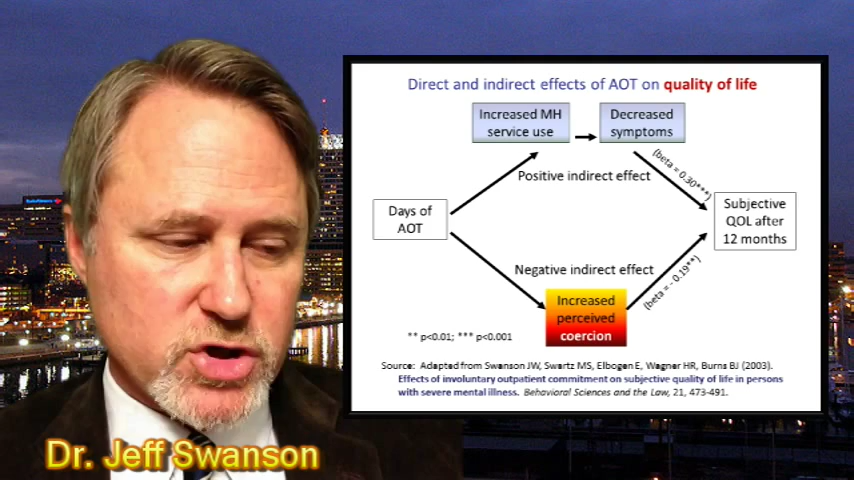 Direct and indirect effects of AOT on quality of life
Increased MH
service use
Decreased
symptoms
Positive indirect effect
(beta = 0.30***)
Days of
AOT
Subjective
QOL after
12 months
Negative indirect effect
(beta = - 0.19**)
Increased
perceived
coercion
** p<0.01; *** p<0.001
Source: Adapted from Swanson JW, Swartz MS, Elbogen E, Wagner HR, Burns BJ (2003).
Effects of involuntary outpatient commitment on subjective quality of life in persons
with severe mental illness. Behavioral Sciences and the Law, 21, 473-491.
Dr. Jeff Swanson